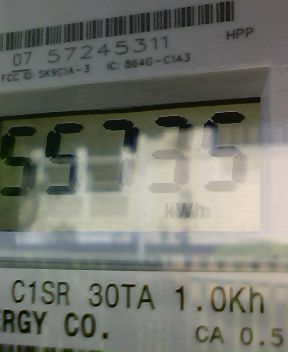 07 57245311
HPP
FCC ID: SK9C1A-3 IC: 864G-C1A3
55735
kWh
C1SR 30TA 1.0Kh
RGY CO.
CA 0.5